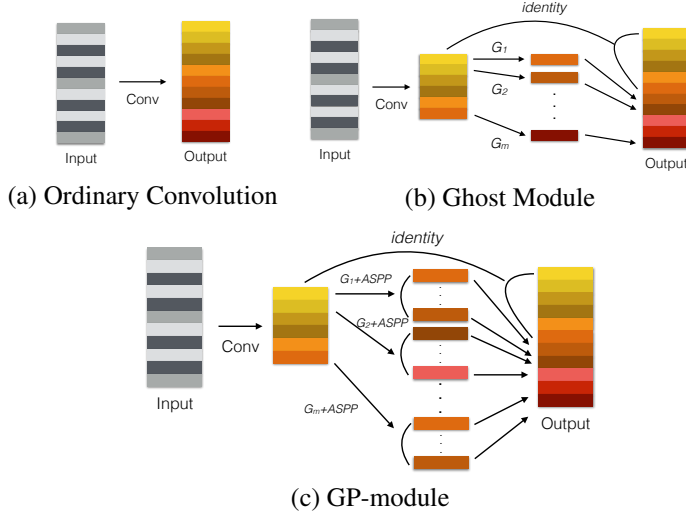 identity
G1
G2
Gm
Conv
Conv
Input
Output
Input
Output
(a) Ordinary Convolution
(b) Ghost Module
identity
G1+ASPP
G2+ASPP
Conv
Gm+ASPP
Input
Output
(c) GP-module